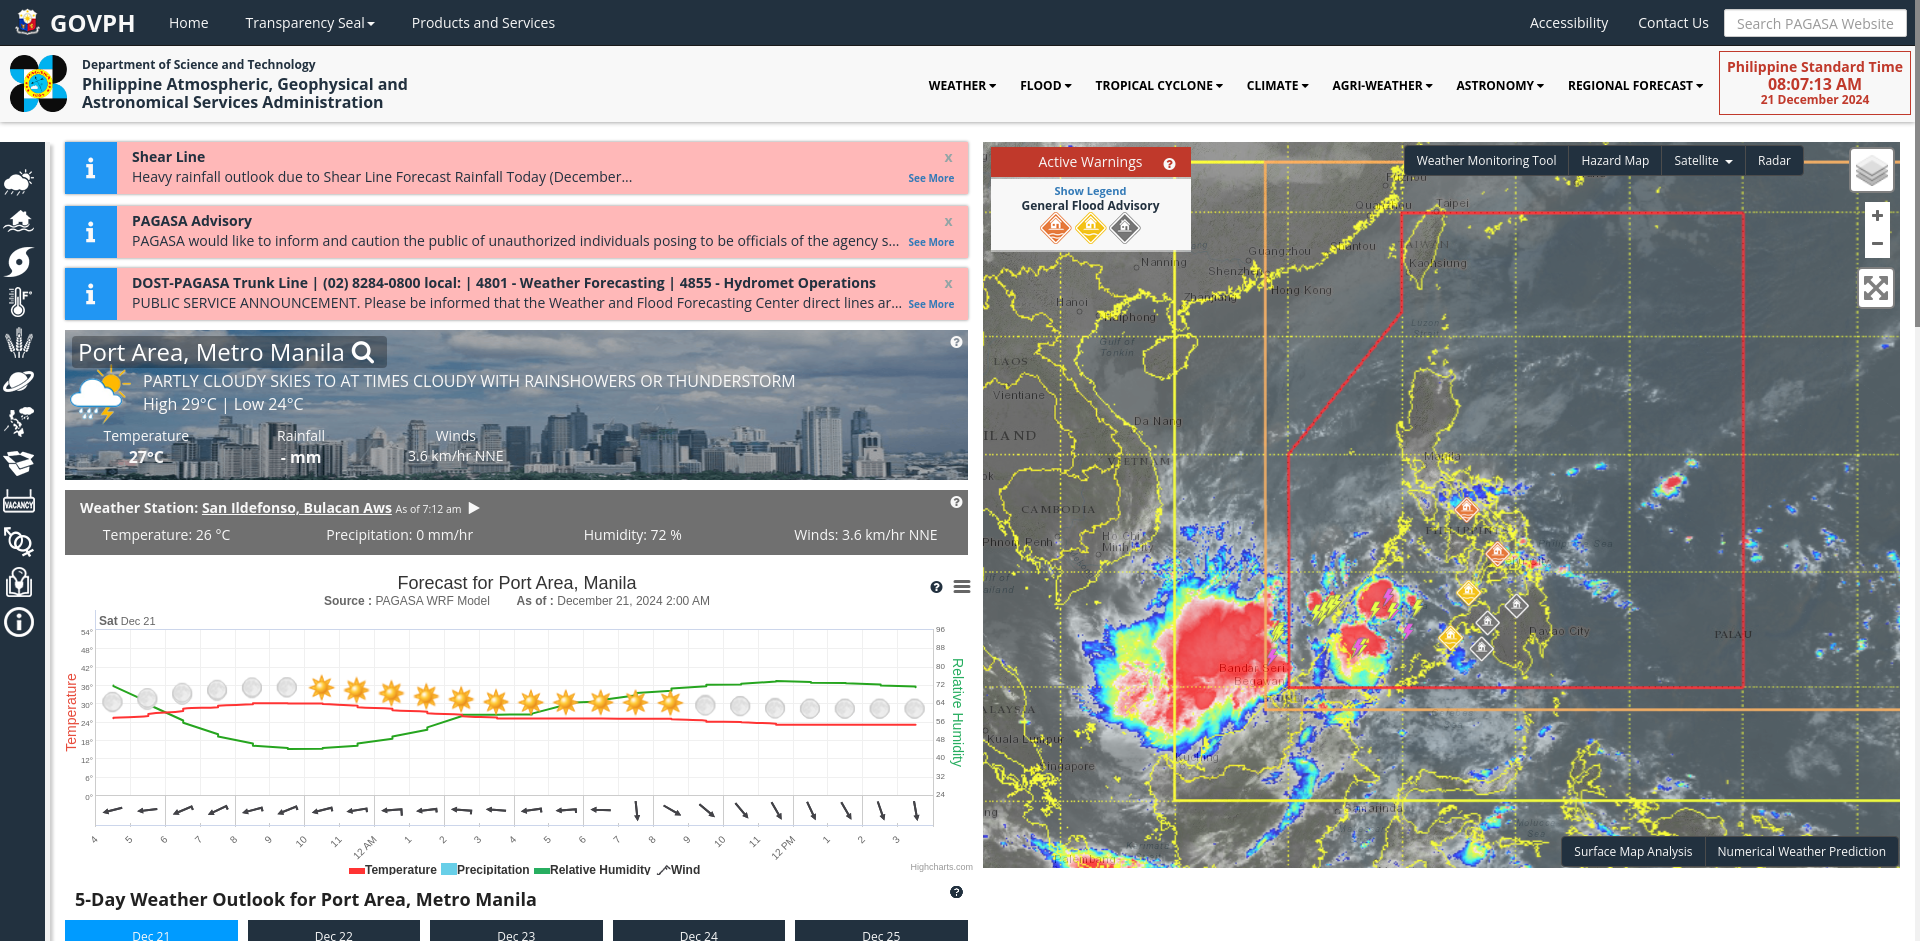 GOVPH Home Transparency Seal Products and Services Accessibility Contact Us Search PAGASA Website
Department of Science and Technology
Philippine Atmospheric, Geophysical and
Astronomical Services Administration
WEATHER FLOOD TROPICAL CYCLONE CLIMATE AGRI-WEATHER ASTRONOMY REGIONAL FORECAST
Philippine Standard Time
08:07:13 AM
21 December 2024
Shear Line x
Heavy rainfall outlook due to Shear Line Forecast Rainfall Today (December... See More
PAGASA Advisory x
PAGASA would like to inform and caution the public of unauthorized individuals posing to be officials of the agency s... See More
DOST-PAGASA Trunk Line | (02) 8284-0800 local: | 4801 - Weather Forecasting | 4855 - Hydromet Operations x
PUBLIC SERVICE ANNOUNCEMENT. Please be informed that the Weather and Flood Forecasting Center direct lines ar... See More
Port Area, Metro Manila
PARTLY CLOUDY SKIES TO AT TIMES CLOUDY WITH RAINSHOWERS OR THUNDERSTORM
High 29°C | Low 24°C
Temperature Rainfall Winds
27°C - mm 3.6 km/hr NNE
Weather Station: San Ildefonso, Bulacan Aws As of 7:12 am
Temperature: 26 °C Precipitation: 0 mm/hr Humidity: 72 % Winds: 3.6 km/hr NNE
Forecast for Port Area, Manila
Source : PAGASA WRF Model As of : December 21, 2024 2:00 AM
Sat Dec 21
Temperature
54°
48°
42°
36°
30°
24°
18°
12°
6°
0°
96
88
80
72
64
56
48
40
32
24
Relative Humidity
4 5 6 7 8 9 10 11 12 AM 1 2 3 4 5 6 7 8 9 10 11 12 PM 1 2 3
Temperature Precipitation Relative Humidity Wind
Highcharts.com
5-Day Weather Outlook for Port Area, Metro Manila
Dec 21 Dec 22 Dec 23 Dec 24 Dec 25
VACANCY
Active Warnings
Show Legend
General Flood Advisory
Weather Monitoring Tool Hazard Map Satellite Radar
+
−
Taipei
Guangzhou
Shantou
TAIWAN
Nanning
Shenzhen
Kaohsiung
Hong Kong
Hanoi
Zhanjiang
Haiphong
Luzon
Gulf of
Tonkin
LAOS
Vientiane
Da Nang
ILAND
VIETNAM
Manila
CAMBODIA
Phnom Penh
Davao City
PALAU
Bandar Seri
Begawan
Kuala Lumpur
Singapore
Kuching
Samarinda
Palembang
Surface Map Analysis Numerical Weather Prediction